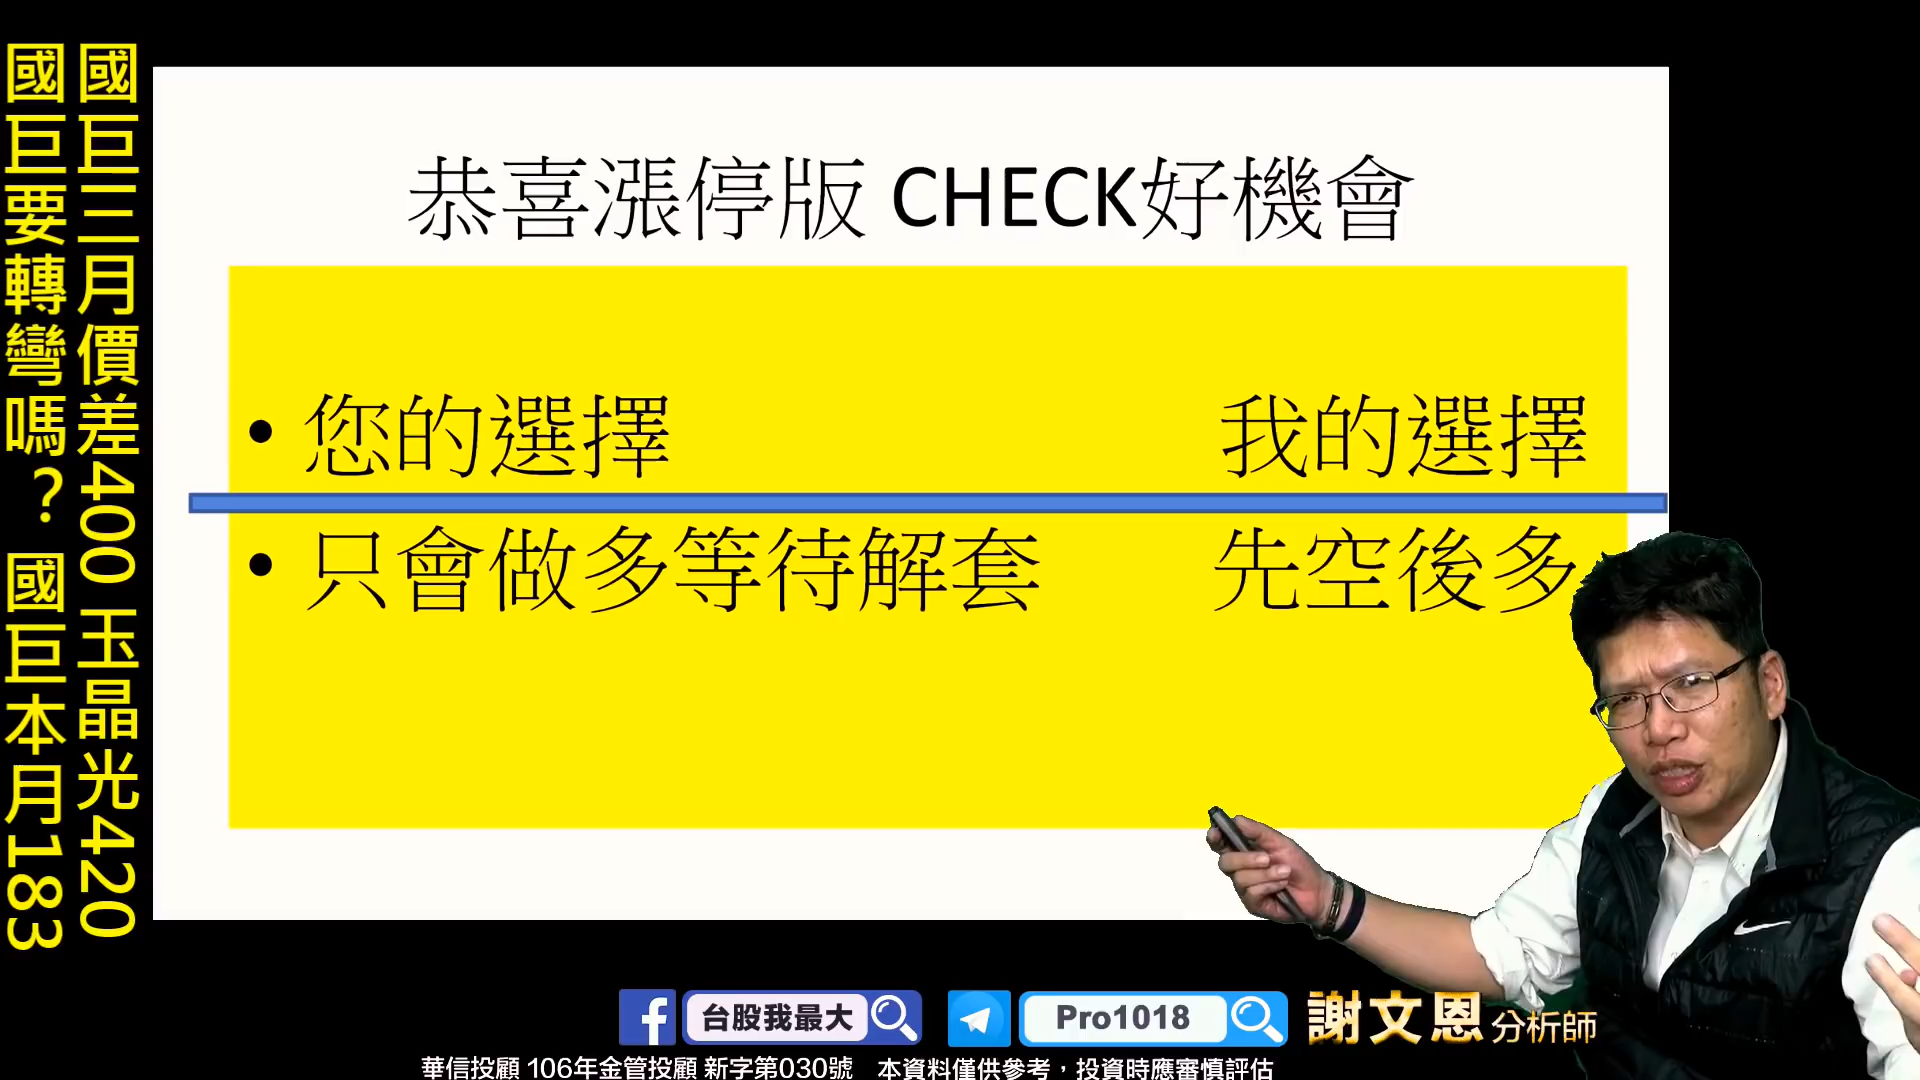 國巨三月價差400 玉晶光420
國巨要轉彎嗎？ 國巨本月183
恭喜漲停版 CHECK好機會
• 您的選擇 我的選擇
• 只會做多等待解套 先空後多
台股我最大
Pro1018
謝文恩 分析師
華信投顧 106年金管投顧 新字第030號 本資料僅供參考，投資時應審慎評估